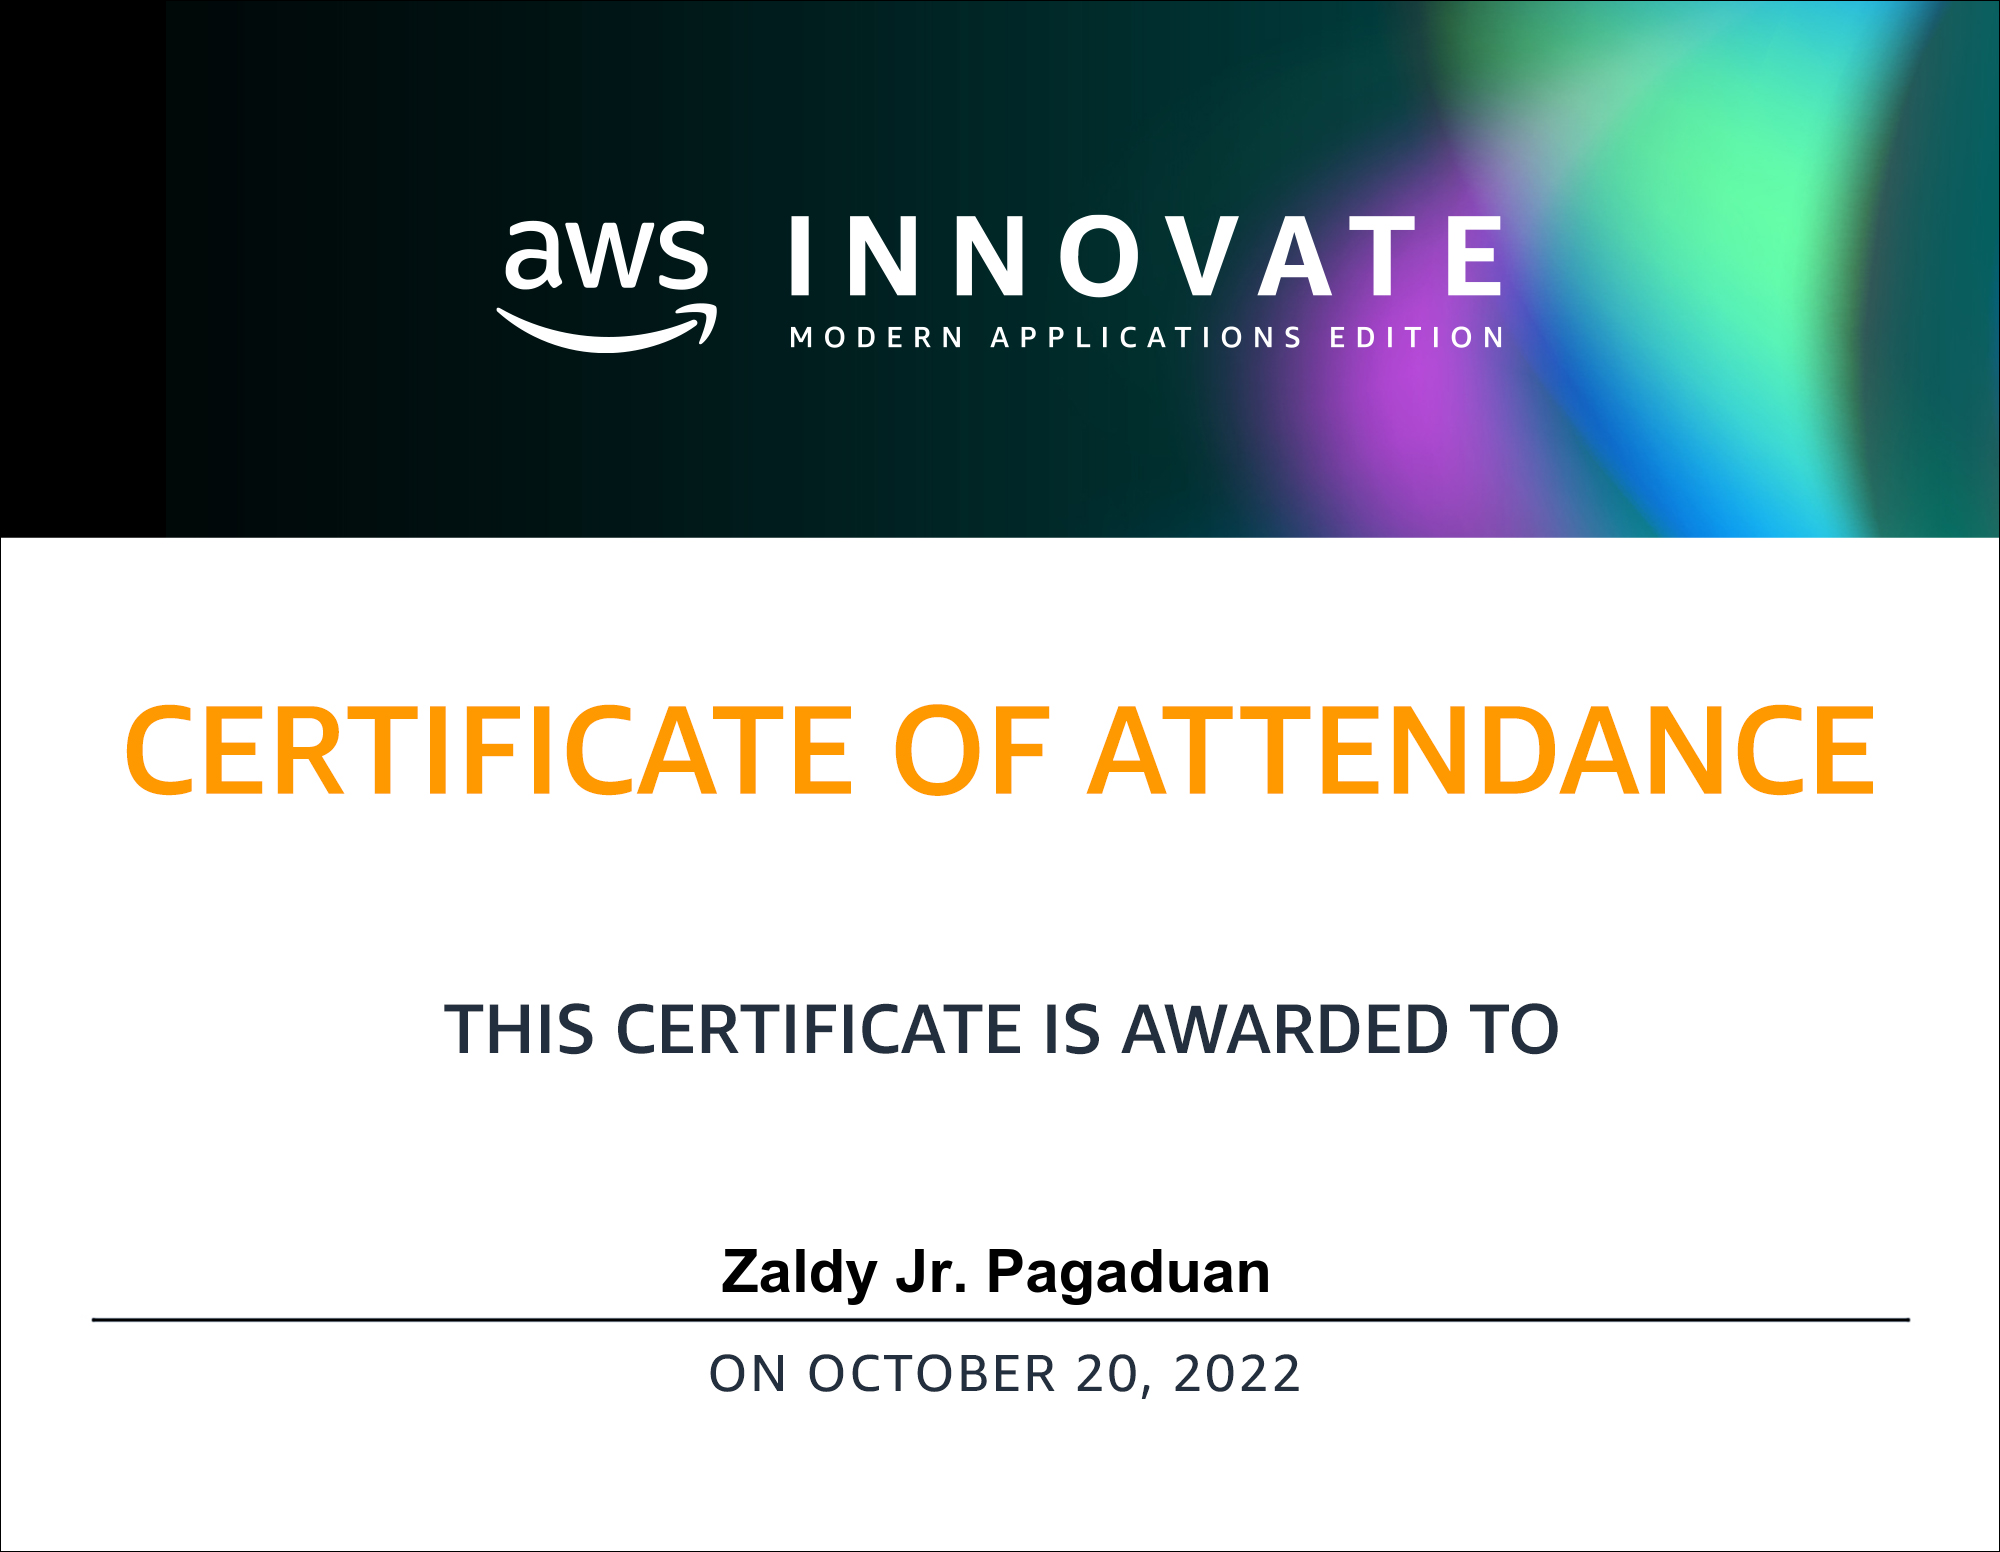 aws INNOVATE
MODERN APPLICATIONS EDITION
CERTIFICATE OF ATTENDANCE
THIS CERTIFICATE IS AWARDED TO
Zaldy Jr. Pagaduan
ON OCTOBER 20, 2022